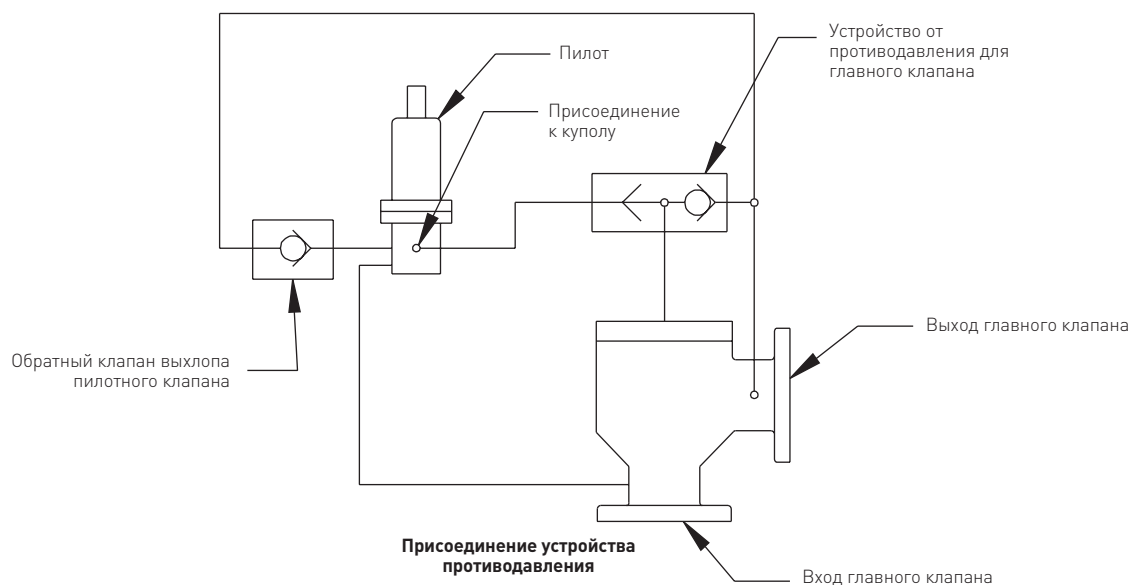 Устройство от
противодавления для
главного клапана
Пилот
Присоединение
к куполу
Выход главного клапана
Обратный клапан выхлопа
пилотного клапана
Присоединение устройства
противодавления
Вход главного клапана